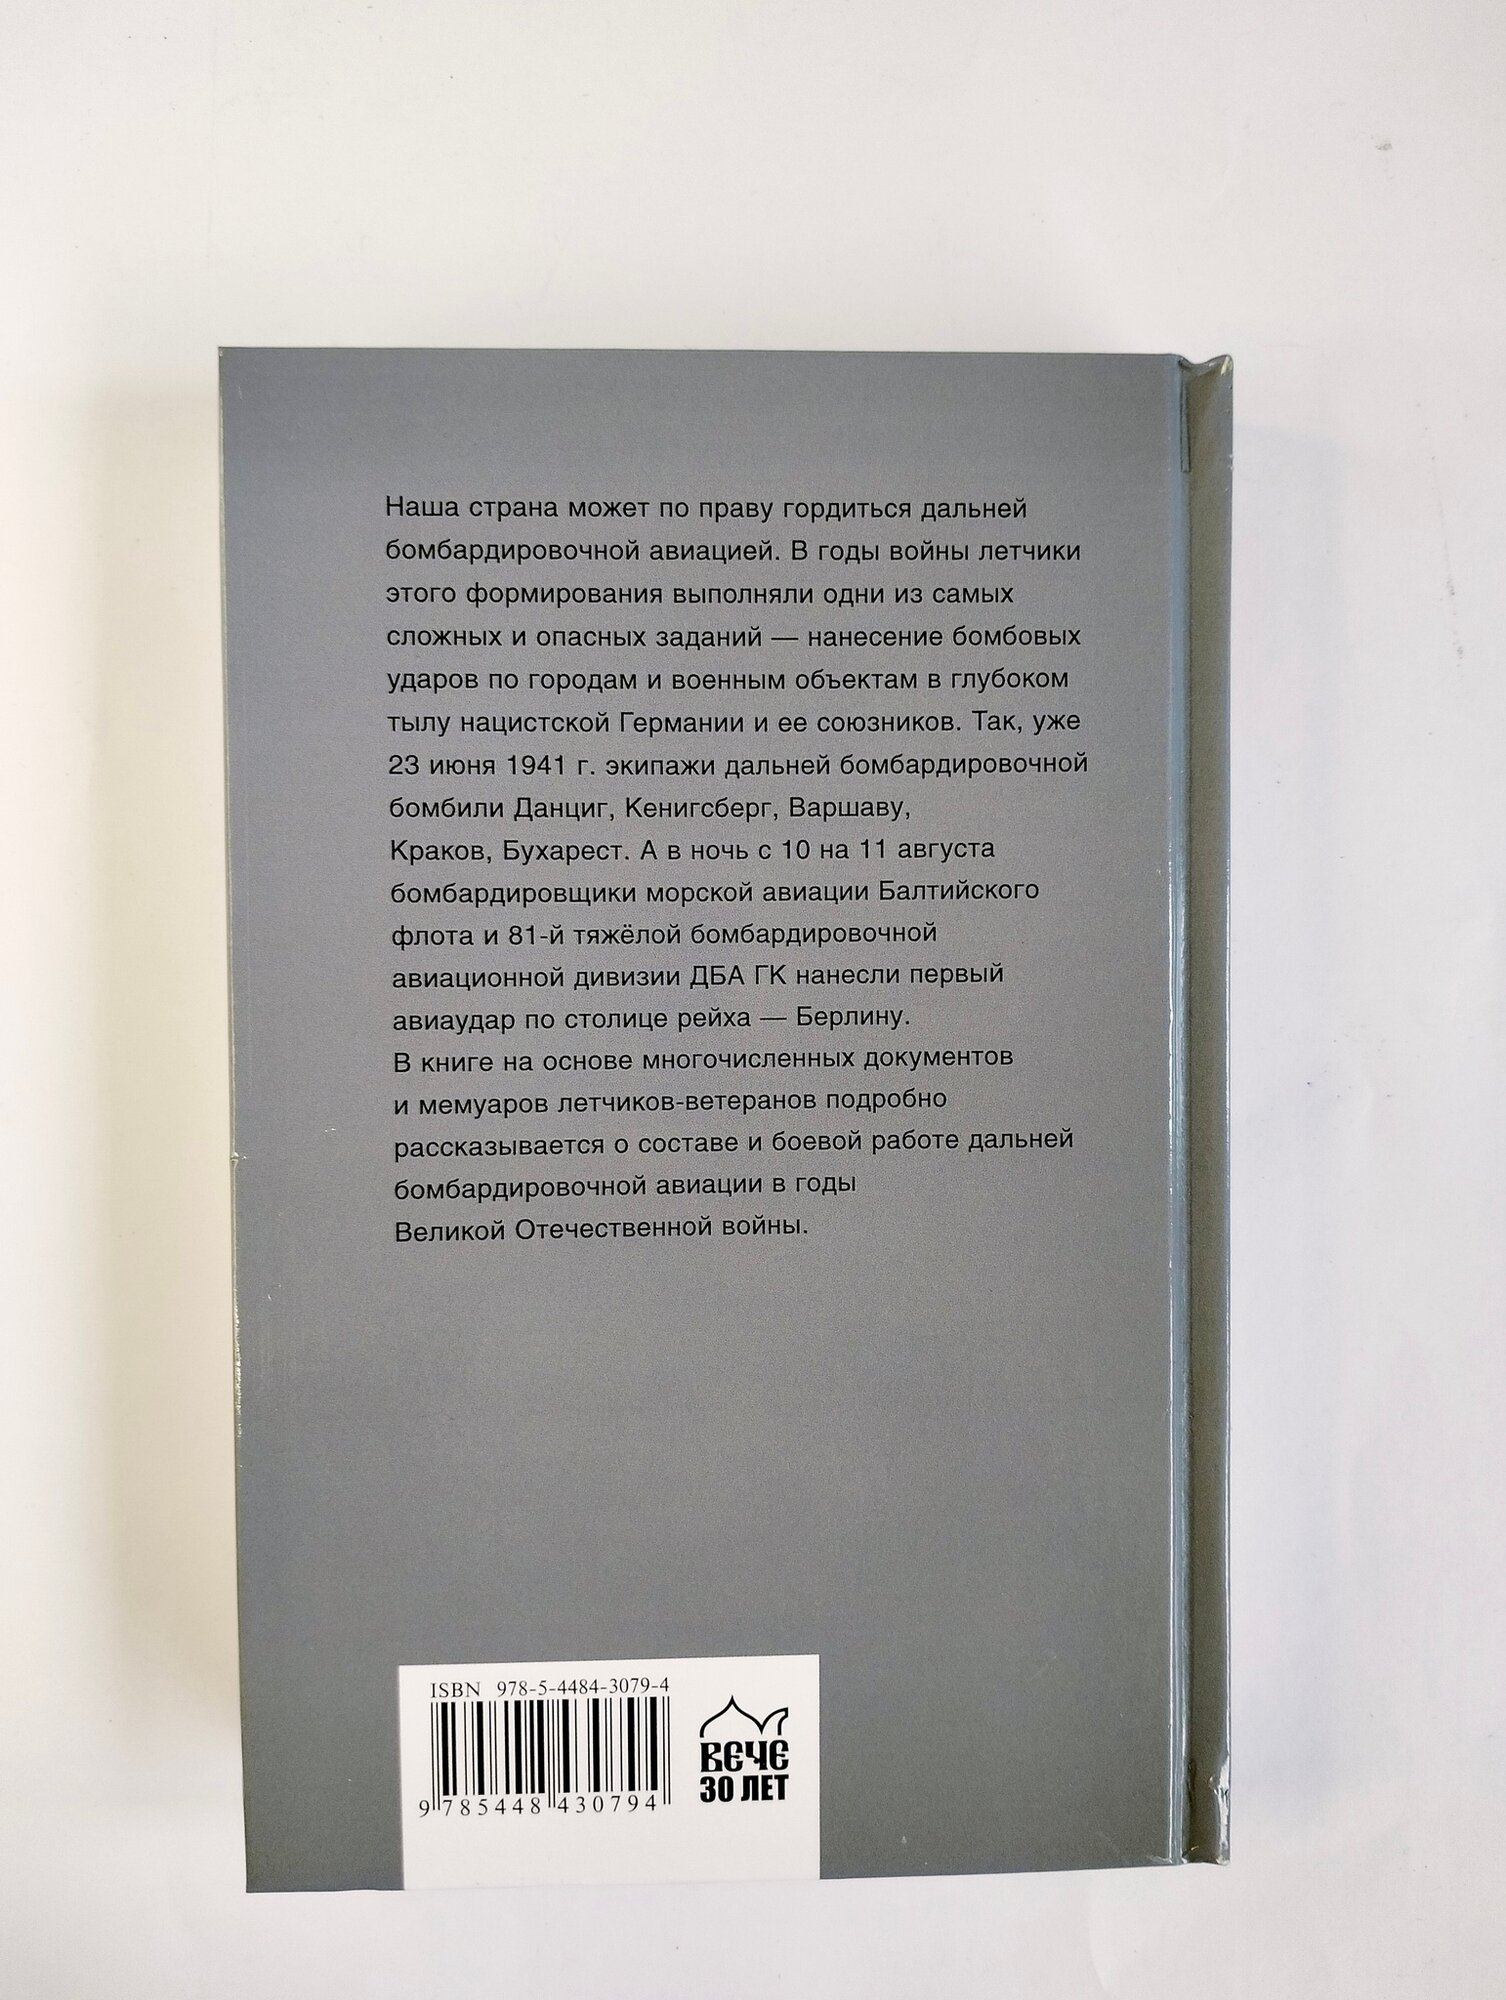 Наша страна может по праву гордиться дальней
бомбардировочной авиацией. В годы войны летчики
этого формирования выполняли одни из самых
сложных и опасных заданий — нанесение бомбовых
ударов по городам и военным объектам в глубоком
тылу нацистской Германии и ее союзников. Так, уже
23 июня 1941 г. экипажи дальней бомбардировочной
бомбили Данциг, Кенигсберг, Варшаву,
Краков, Бухарест. А в ночь с 10 на 11 августа
бомбардировщики морской авиации Балтийского
флота и 81-й тяжёлой бомбардировочной
авиационной дивизии ДБА ГК нанесли первый
авиаудар по столице рейха — Берлину.
В книге на основе многочисленных документов
и мемуаров летчиков-ветеранов подробно
рассказывается о составе и боевой работе дальней
бомбардировочной авиации в годы
Великой Отечественной войны.
ISBN 978-5-4484-3079-4
9 785448 430794
ВЕЧЕ
30 ЛЕТ